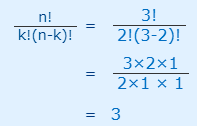 n!/k!(n-k)! = 3!/2!(3-2)!
= 3×2×1/2×1 × 1
= 3